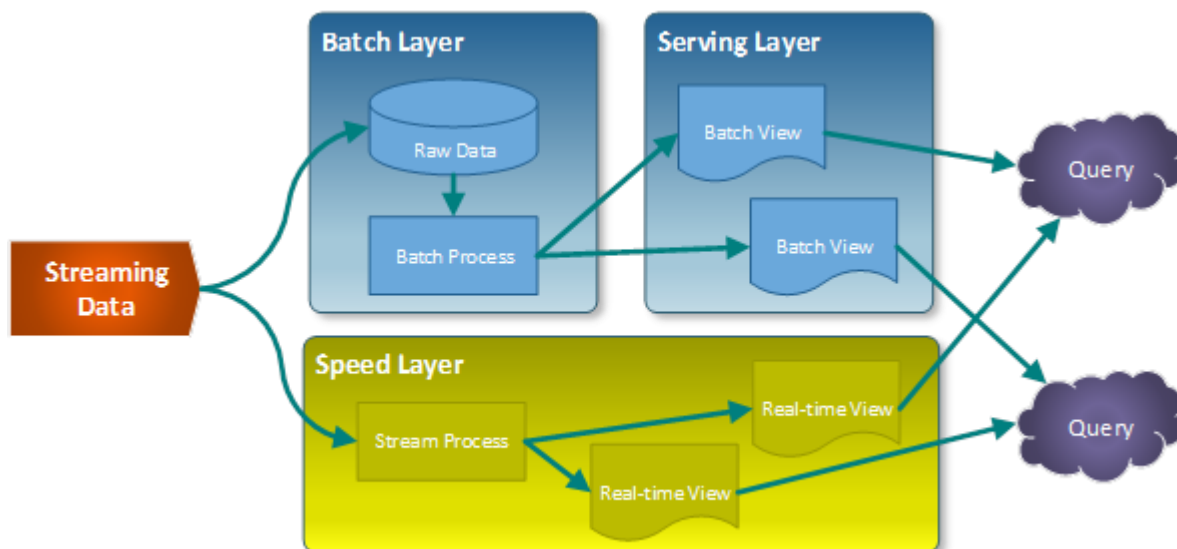 Batch Layer
Serving Layer
Raw Data
Batch View
Query
Batch Process
Batch View
Streaming
Data
Speed Layer
Real-time View
Stream Process
Query
Real-time View